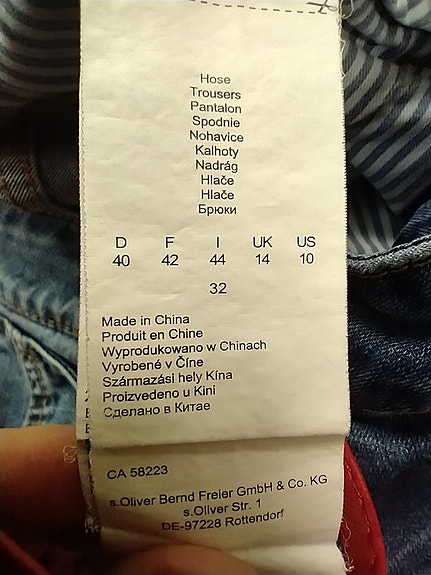 Hose
Trousers
Pantalon
Spodnie
Nohavice
Kalhoty
Nadrág
Hlače
Hlače
Брюки
D F I UK US
40 42 44 14 10
32
Made in China
Produit en Chine
Wyprodukowano w Chinach
Vyrobené v Číne
Származási hely Kína
Proizvedeno u Kini
Сделано в Китае
CA 58223
s.Oliver Bernd Freier GmbH & Co. KG
s.Oliver Str. 1
DE-97228 Rottendorf